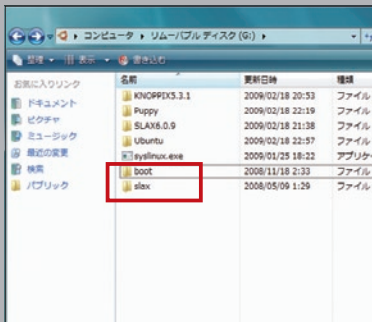 コンピュータ ▸ リムーバブル ディスク (G:) ▸
整理 表示 書き込む
お気に入りリンク
ドキュメント
ピクチャ
ミュージック
最近の変更
検索
パブリック
名前 更新日時 種類
KNOPPIX5.3.1 2009/02/18 20:53 ファイル
Puppy 2009/02/18 22:19 ファイル
SLAX6.0.9 2009/02/18 21:38 ファイル
Ubuntu 2009/02/18 22:57 ファイル
syslinux.exe 2009/01/25 18:22 アプリケ
boot 2008/11/18 2:33 ファイル
slax 2008/05/09 1:29 ファイル